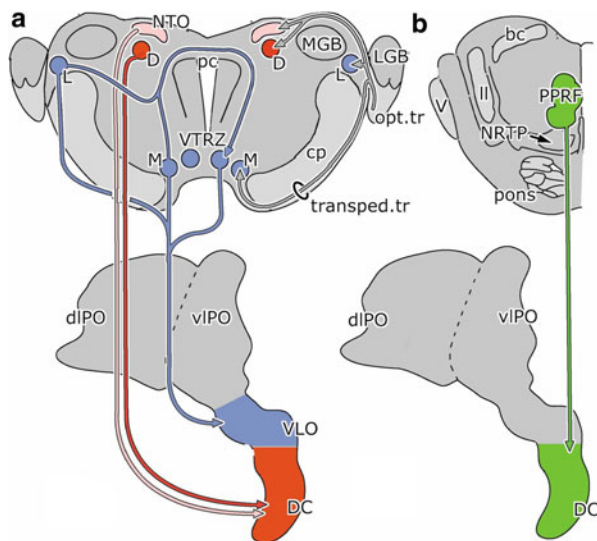 a
NTO
D
D
MGB
LGB
L
L
pc
opt.tr
VTRZ
M
M
cp
transped.tr
dlPO
vlPO
VLO
DC
b
bc
V
ll
PPRF
NRTP
pons
dlPO
vlPO
DC